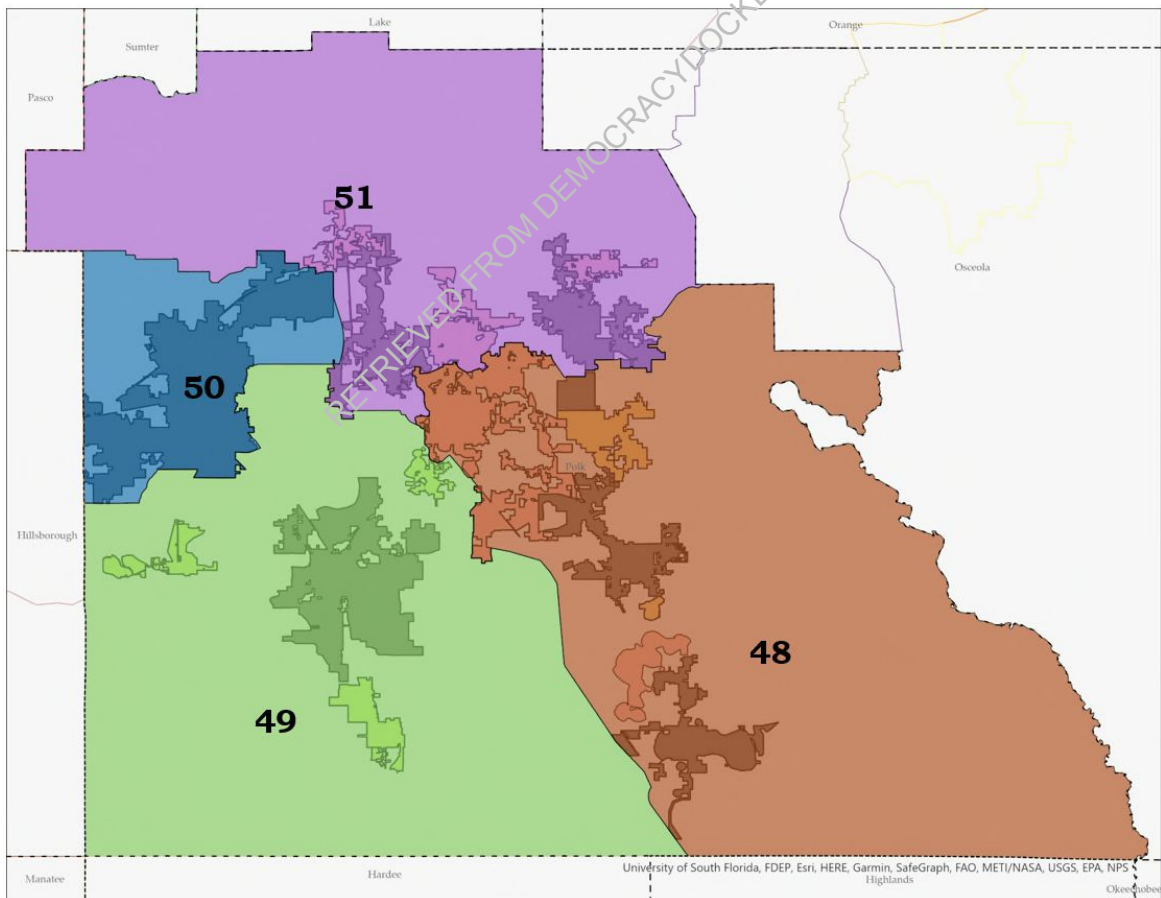 Lake
Orange
Sumter
Pasco
RETRIEVED FROM DEMOCRACYDOCKE
51
Osceola
50
Polk
Hillsborough
48
49
University of South Florida, FDEP, Esri, HERE, Garmin, SafeGraph, FAO, METI/NASA, USGS, EPA, NPS
Manatee
Hardee
Highlands
Okeechobee